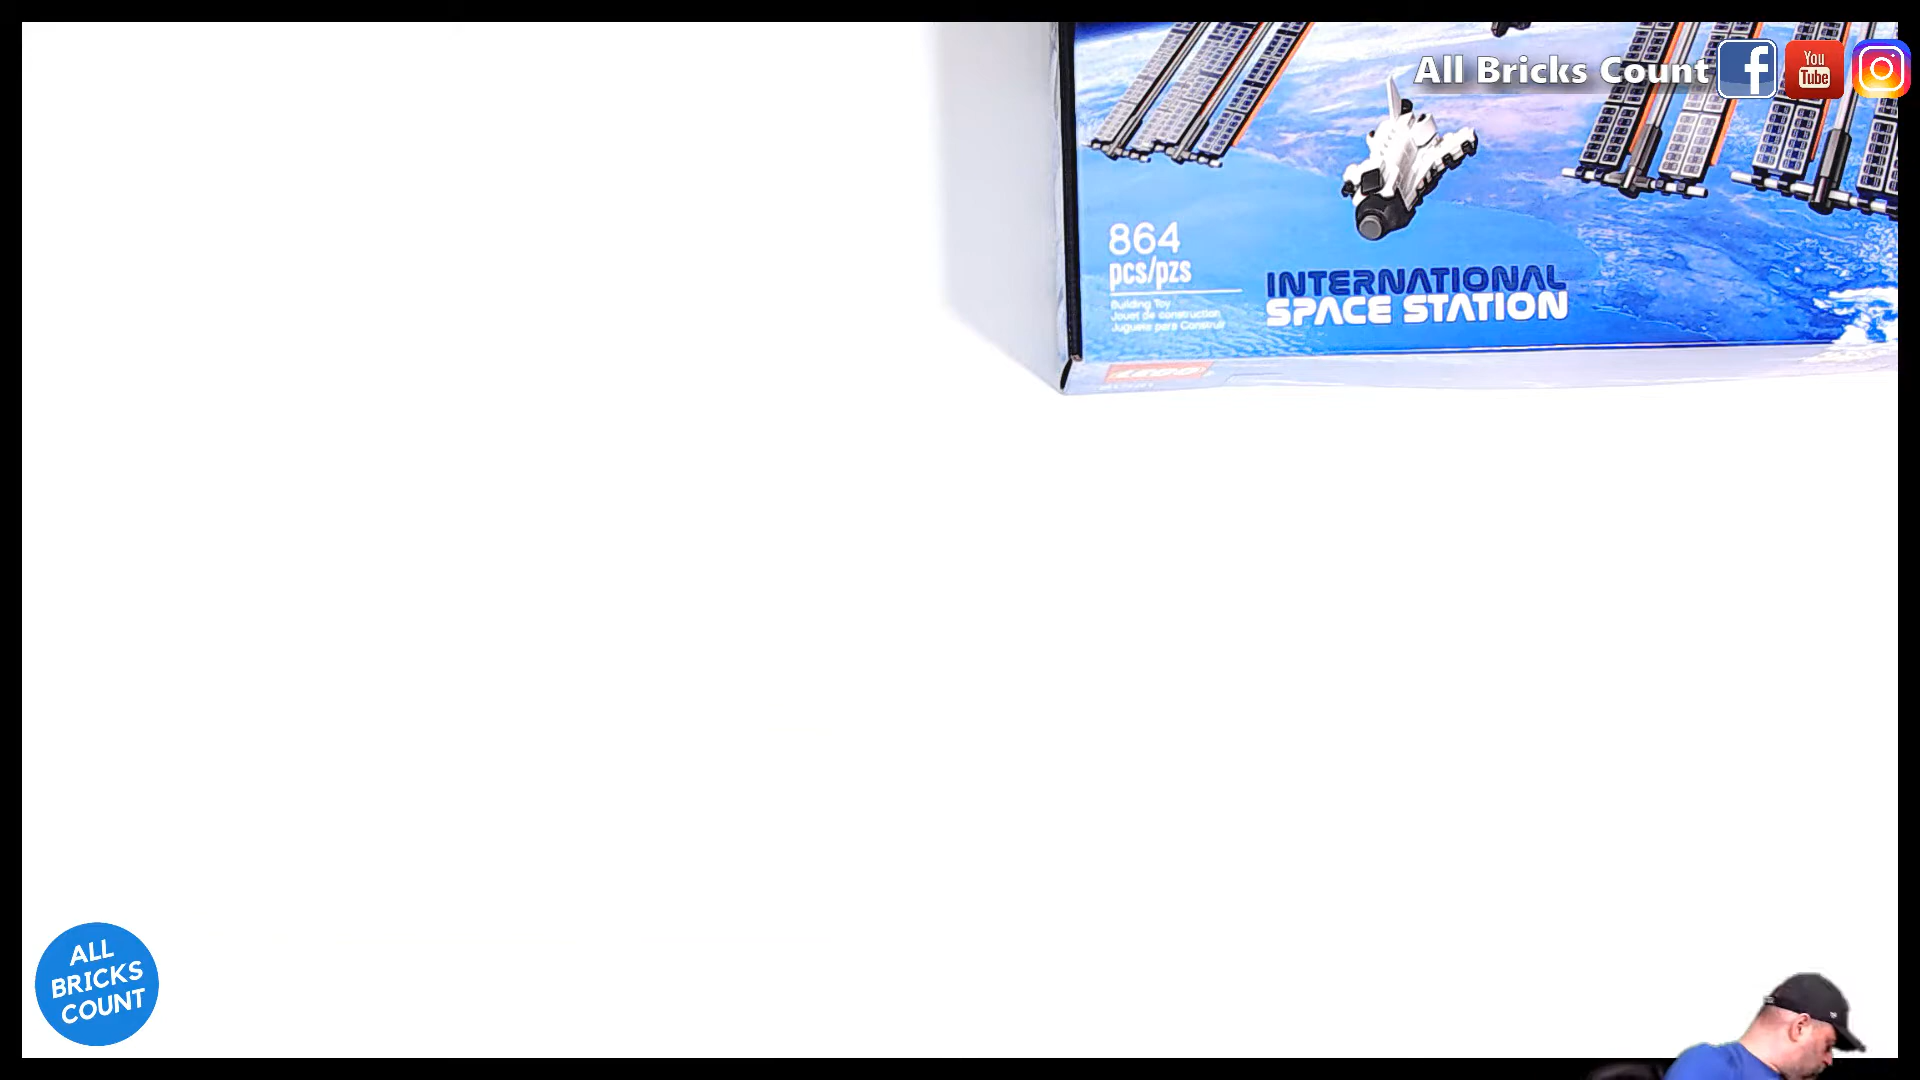 All Bricks Count
You
Tube
864
pcs/pzs
Building Toy
Jouet de construction
Juguete para Construir
INTERNATIONAL
SPACE STATION
LEGO
ALL
BRICKS
COUNT